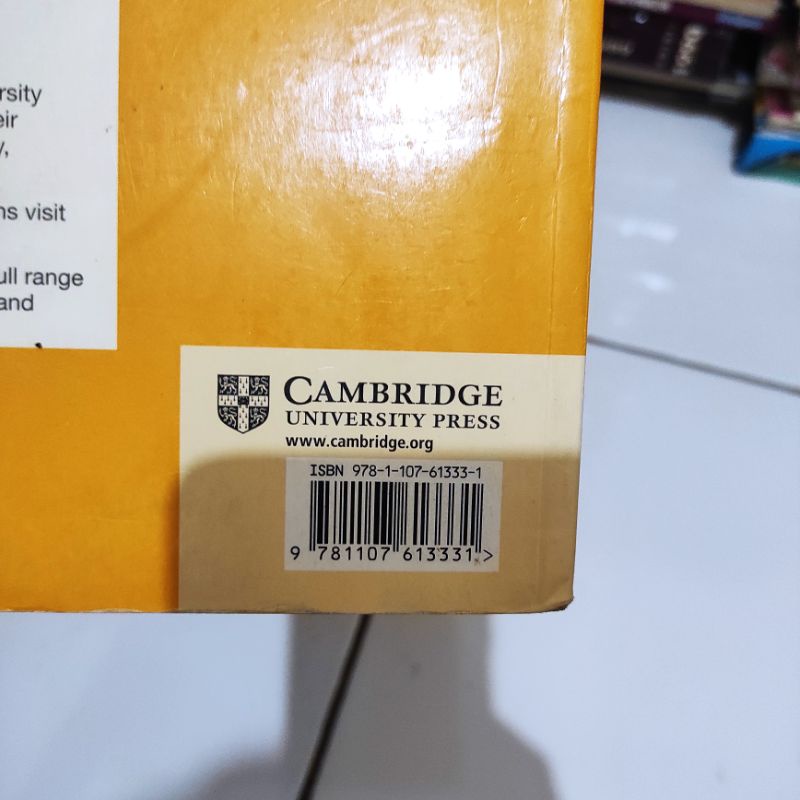 rsity
eir
y,
ns visit
ull range
and
CAMBRIDGE
UNIVERSITY PRESS
www.cambridge.org
ISBN 978-1-107-61333-1
9 781107 613331 >